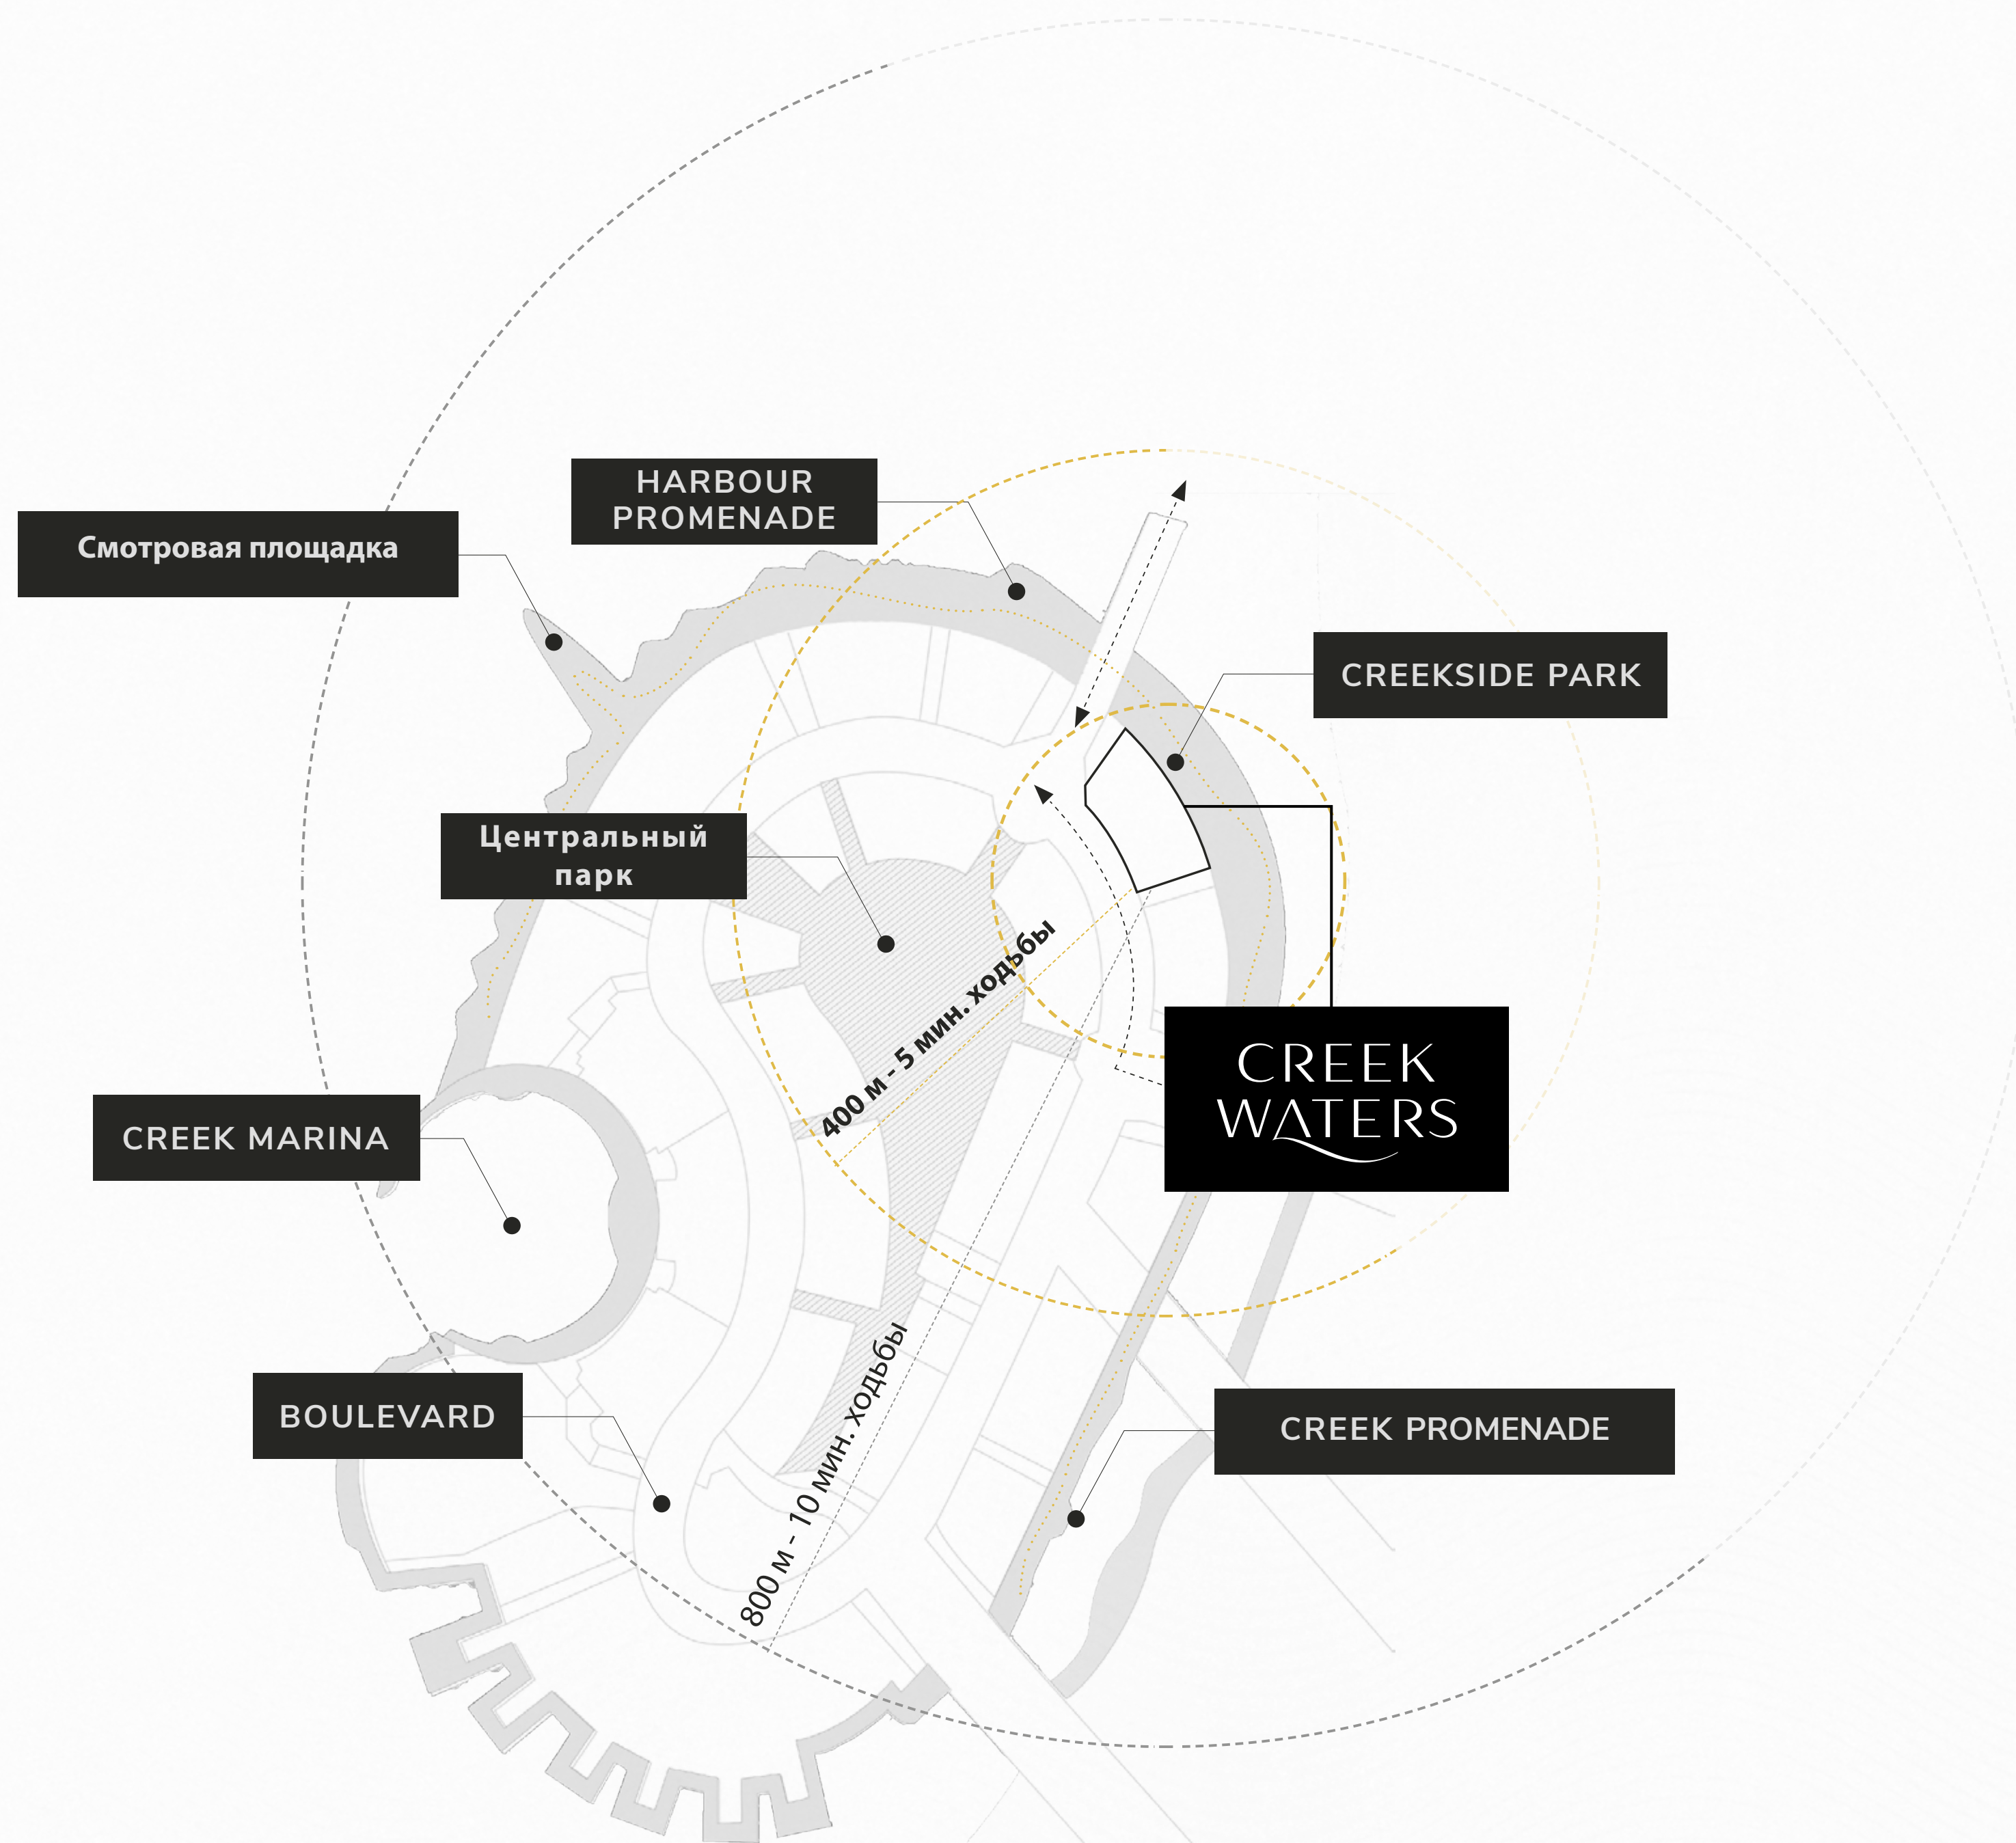 HARBOUR
PROMENADE
Смотровая площадка
CREEKSIDE PARK
Центральный
парк
400 м - 5 мин. ходьбы
CREEK
WATERS
CREEK MARINA
BOULEVARD
CREEK PROMENADE
800 м - 10 мин. ходьбы